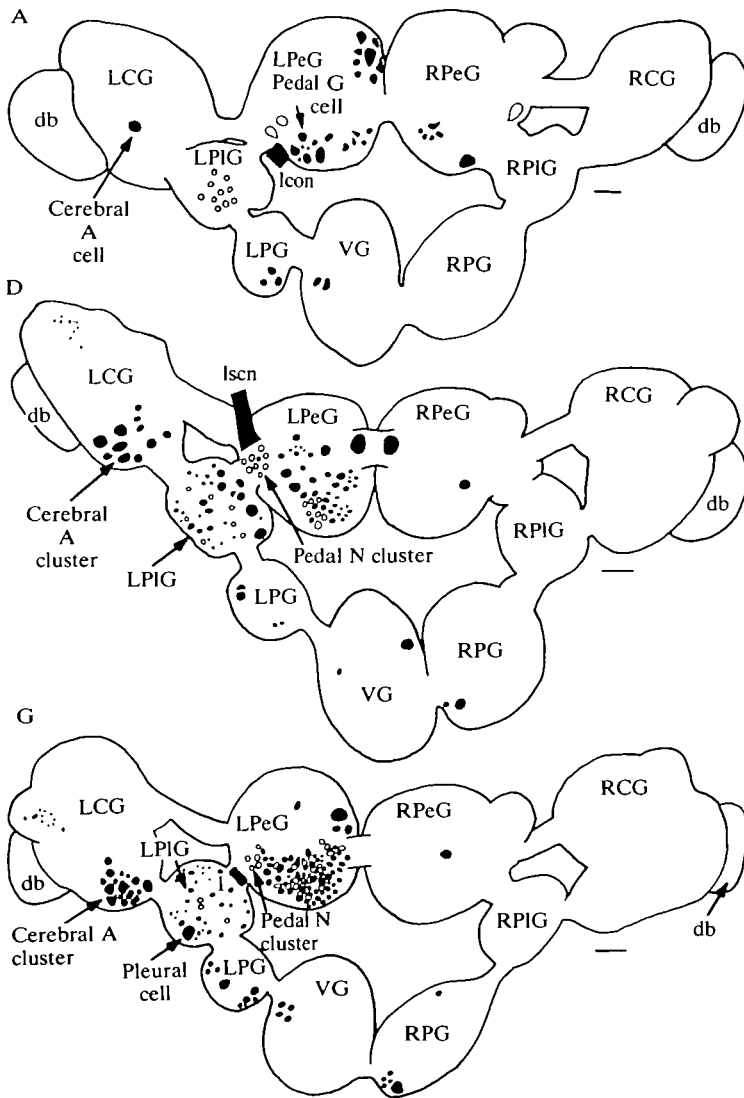 A
LCG
db
LPeG
Pedal G
cell
RPeG
RCG
db
LPlG
Icon
RPlG
Cerebral
A
cell
LPG
VG
RPG
D
LCG
db
Iscn
LPeG
RPeG
RCG
db
Cerebral
A
cluster
LPlG
Pedal N cluster
RPlG
LPG
VG
RPG
G
LCG
db
LPlG
LPeG
RPeG
RCG
Pedal N
cluster
RPlG
db
Cerebral A
cluster
Pleural
cell
LPG
VG
RPG